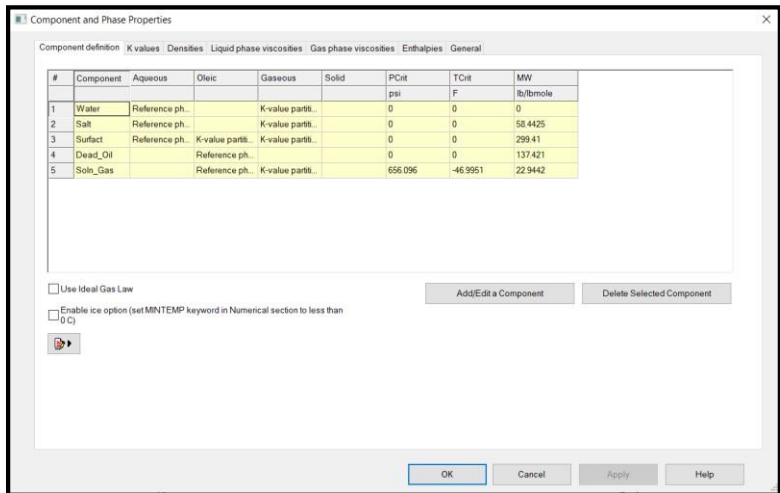 Component and Phase Properties
Component definition K values Densities Liquid phase viscosities Gas phase viscosities Enthalpies General
# Component Aqueous Oleic Gaseous Solid PCrit TCrit MW
psi F lb/lbmole
1 Water Reference ph... K-value partiti... 0 0 0
2 Salt Reference ph... K-value partiti... 0 0 58.4425
3 Surfact Reference ph... K-value partiti... K-value partiti... 0 0 299.41
4 Dead_Oil Reference ph... 0 0 137.421
5 Soln_Gas Reference ph... K-value partiti... 656.096 -46.9951 22.9442
Use Ideal Gas Law
Add/Edit a Component Delete Selected Component
Enable ice option (set MINTEMP keyword in Numerical section to less than
0 C)
OK Cancel Apply Help